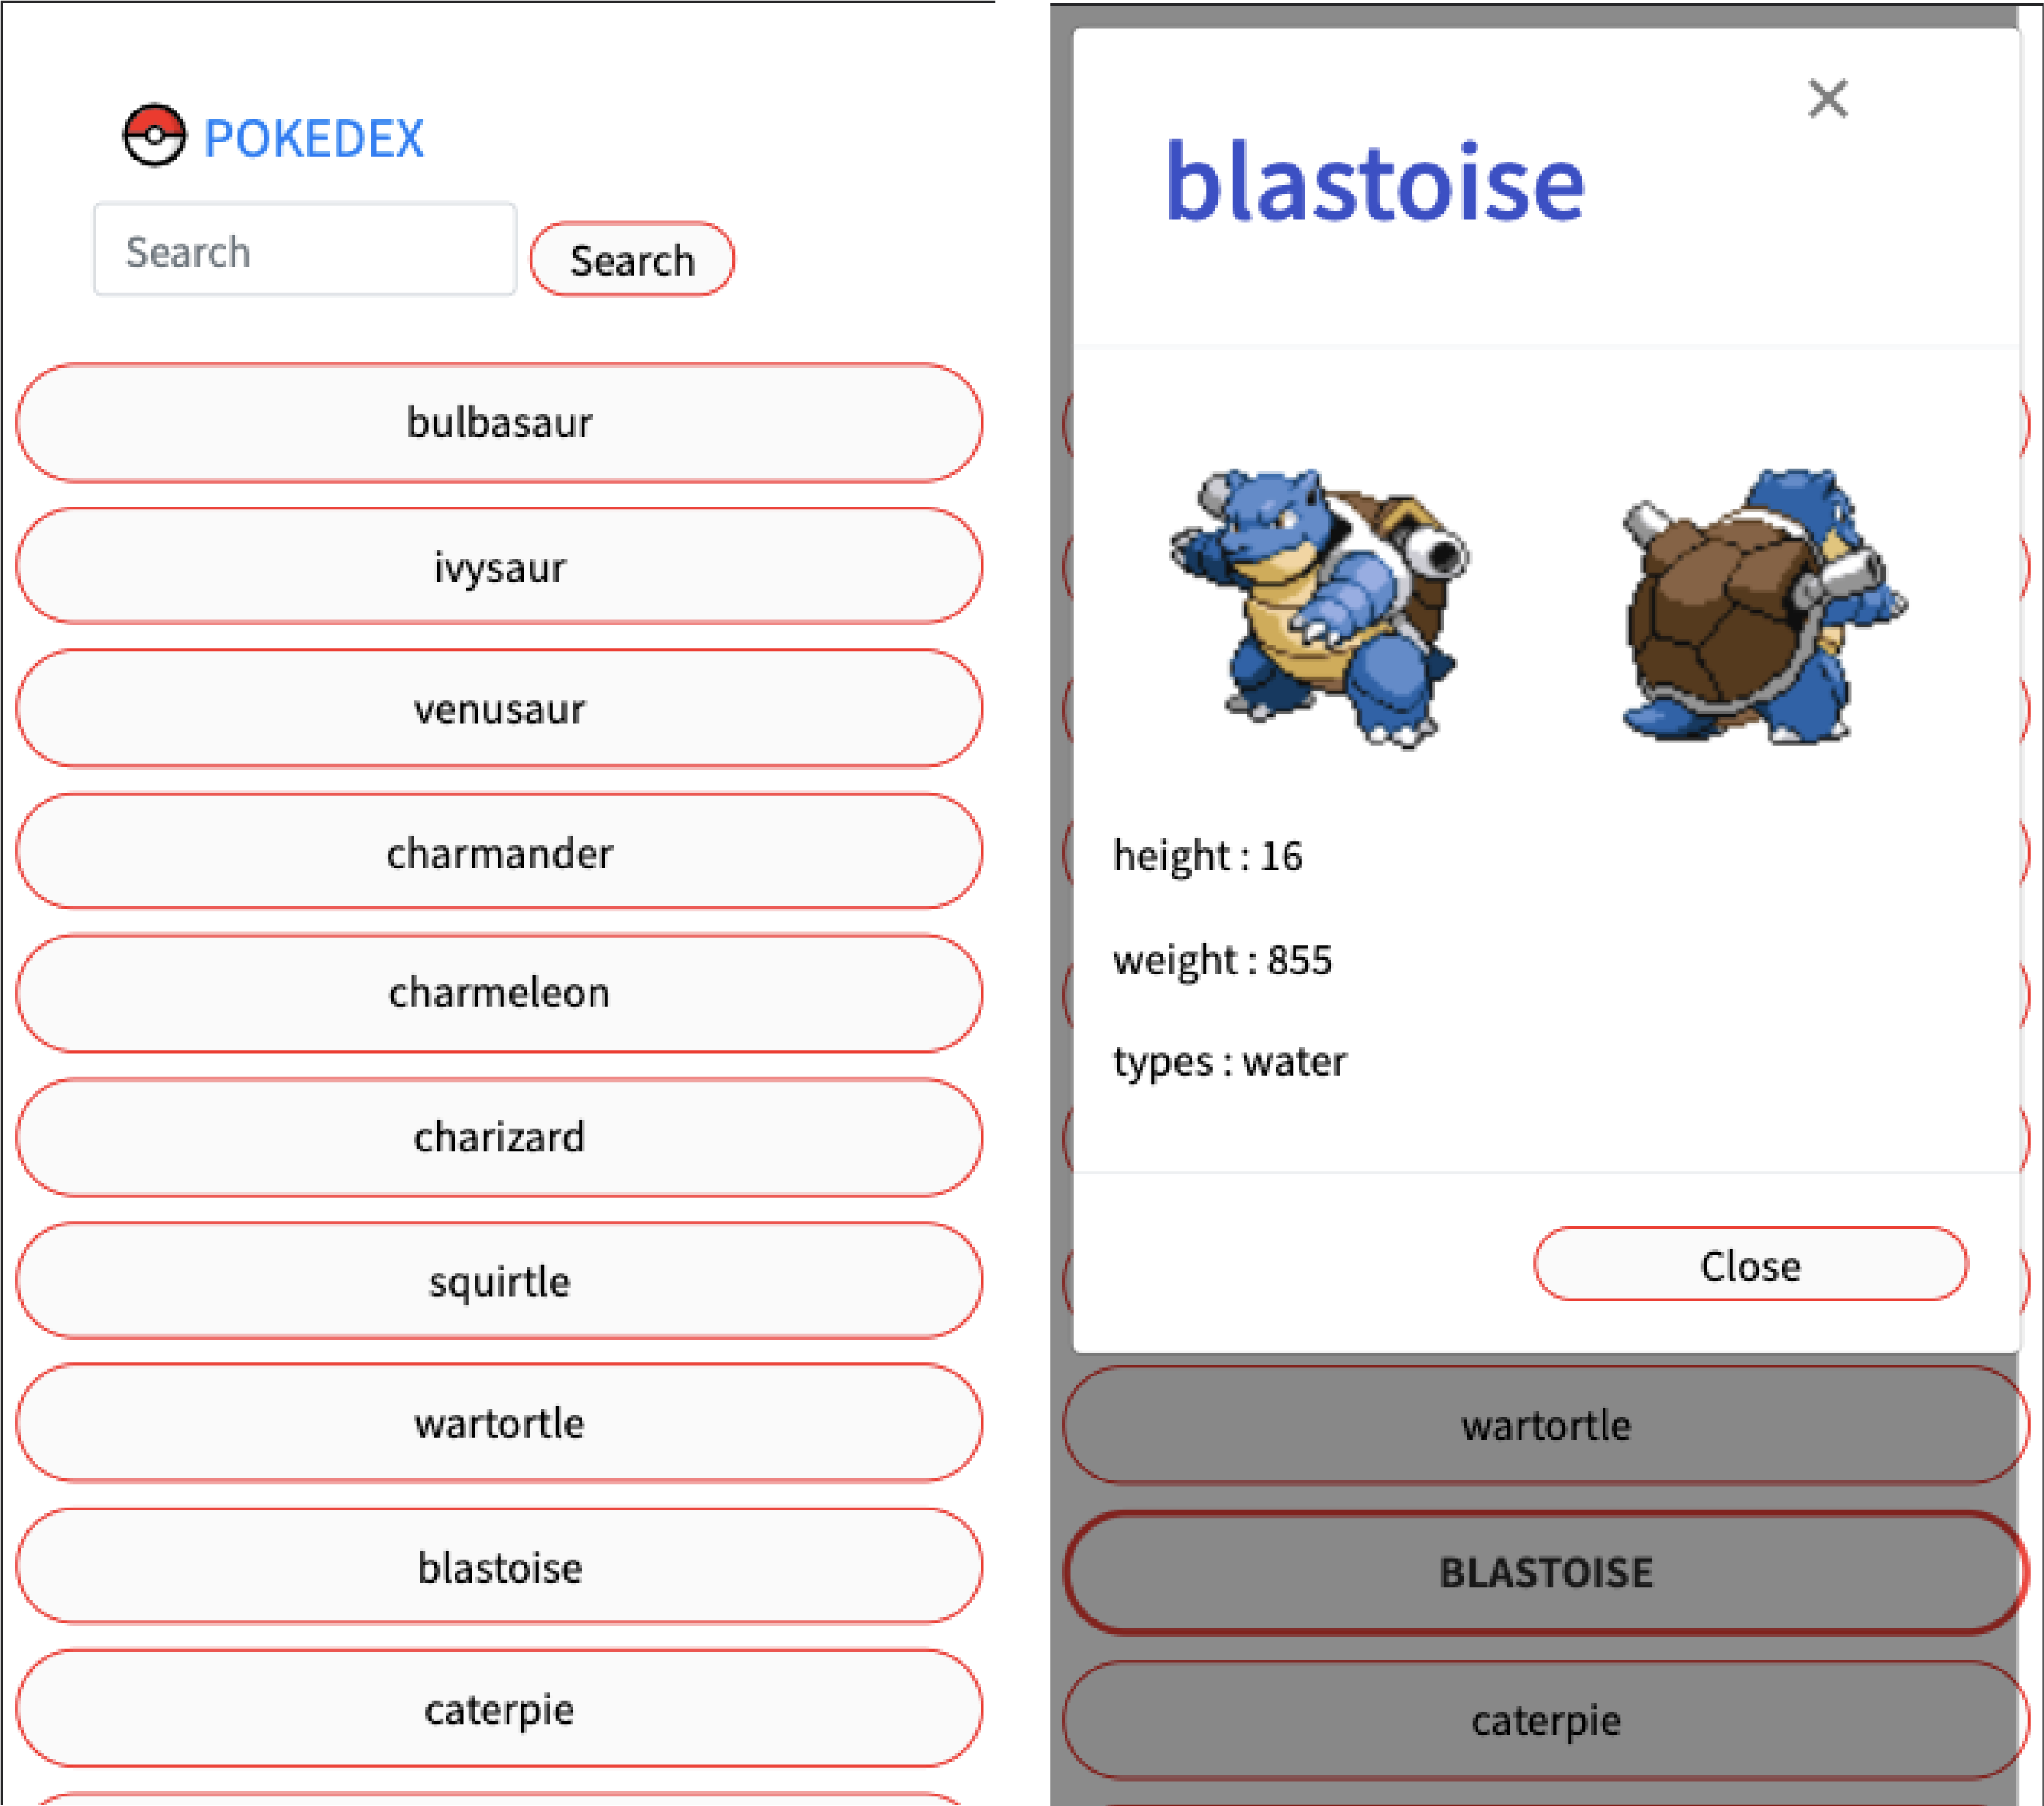 POKEDEX
Search Search
bulbasaur
ivysaur
venusaur
charmander
charmeleon
charizard
squirtle
wartortle
blastoise
caterpie
×
blastoise
height : 16
weight : 855
types : water
Close
wartortle
BLASTOISE
caterpie